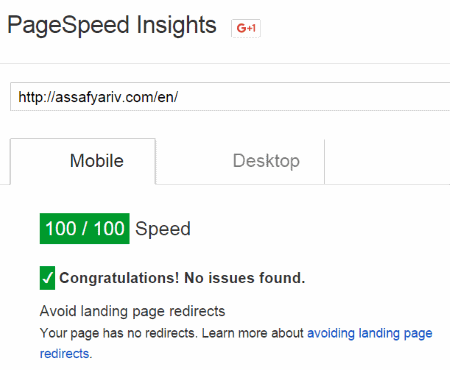 PageSpeed Insights G+1
http://assafyariv.com/en/
Mobile Desktop
100 / 100 Speed
✓ Congratulations! No issues found.
Avoid landing page redirects
Your page has no redirects. Learn more about avoiding landing page
redirects.